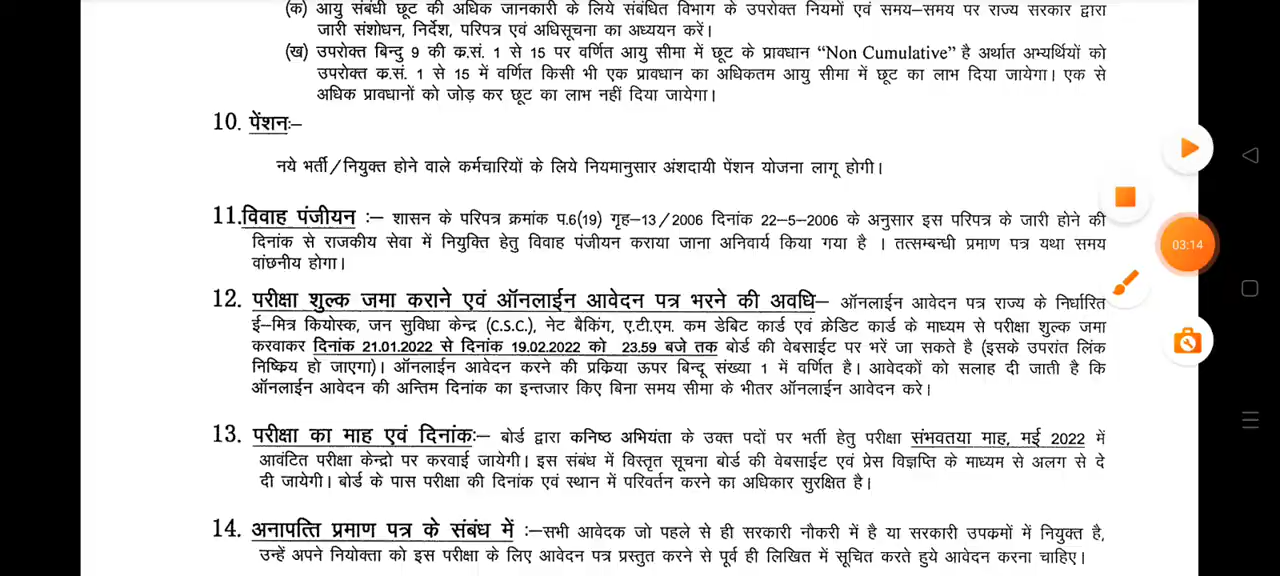 (क) आयु संबंधी छूट की अधिक जानकारी के लिये संबंधित विभाग के उपरोक्त नियमों एवं समय–समय पर राज्य सरकार द्वारा
जारी संशोधन, निर्देश, परिपत्र एवं अधिसूचना का अध्ययन करें।
(ख) उपरोक्त बिन्दु 9 की क.सं. 1 से 15 पर वर्णित आयु सीमा में छूट के प्रावधान “Non Cumulative” है अर्थात अभ्यर्थियों को
उपरोक्त क.सं. 1 से 15 में वर्णित किसी भी एक प्रावधान का अधिकतम आयु सीमा में छूट का लाभ दिया जायेगा। एक से
अधिक प्रावधानों को जोड़ कर छूट का लाभ नहीं दिया जायेगा।
10. पेंशनः–
नये भर्ती/नियुक्त होने वाले कर्मचारियों के लिये नियमानुसार अंशदायी पेंशन योजना लागू होगी।
11.विवाह पंजीयन :– शासन के परिपत्र क्रमांक प.6(19) गृह–13/2006 दिनांक 22–5–2006 के अनुसार इस परिपत्र के जारी होने की
दिनांक से राजकीय सेवा में नियुक्ति हेतु विवाह पंजीयन कराया जाना अनिवार्य किया गया है । तत्सम्बन्धी प्रमाण पत्र यथा समय
वांछनीय होगा।
12. परीक्षा शुल्क जमा कराने एवं ऑनलाईन आवेदन पत्र भरने की अवधि– ऑनलाईन आवेदन पत्र राज्य के निर्धारित
ई–मित्र कियोस्क, जन सुविधा केन्द्र (C.S.C.), नेट बैकिंग, ए.टी.एम. कम डेबिट कार्ड एवं क्रेडिट कार्ड के माध्यम से परीक्षा शुल्क जमा
करवाकर दिनांक 21.01.2022 से दिनांक 19.02.2022 को 23.59 बजे तक बोर्ड की वेबसाईट पर भरें जा सकते है (इसके उपरांत लिंक
निष्क्रिय हो जाएगा)। ऑनलाईन आवेदन करने की प्रक्रिया ऊपर बिन्दू संख्या 1 में वर्णित है। आवेदकों को सलाह दी जाती है कि
ऑनलाईन आवेदन की अन्तिम दिनांक का इन्तजार किए बिना समय सीमा के भीतर ऑनलाईन आवेदन करे।
13. परीक्षा का माह एवं दिनांकः– बोर्ड द्वारा कनिष्ठ अभियंता के उक्त पदों पर भर्ती हेतु परीक्षा संभवतया माह, मई 2022 में
आवंटित परीक्षा केन्द्रो पर करवाई जायेगी। इस संबंध में विस्तृत सूचना बोर्ड की वेबसाईट एवं प्रेस विज्ञप्ति के माध्यम से अलग से दे
दी जायेगी। बोर्ड के पास परीक्षा की दिनांक एवं स्थान में परिवर्तन करने का अधिकार सुरक्षित है।
14. अनापत्ति प्रमाण पत्र के संबंध में :–सभी आवेदक जो पहले से ही सरकारी नौकरी में है या सरकारी उपक्रमों में नियुक्त है,
उन्हें अपने नियोक्ता को इस परीक्षा के लिए आवेदन पत्र प्रस्तुत करने से पूर्व ही लिखित में सूचित करते हुये आवेदन करना चाहिए।
03:14